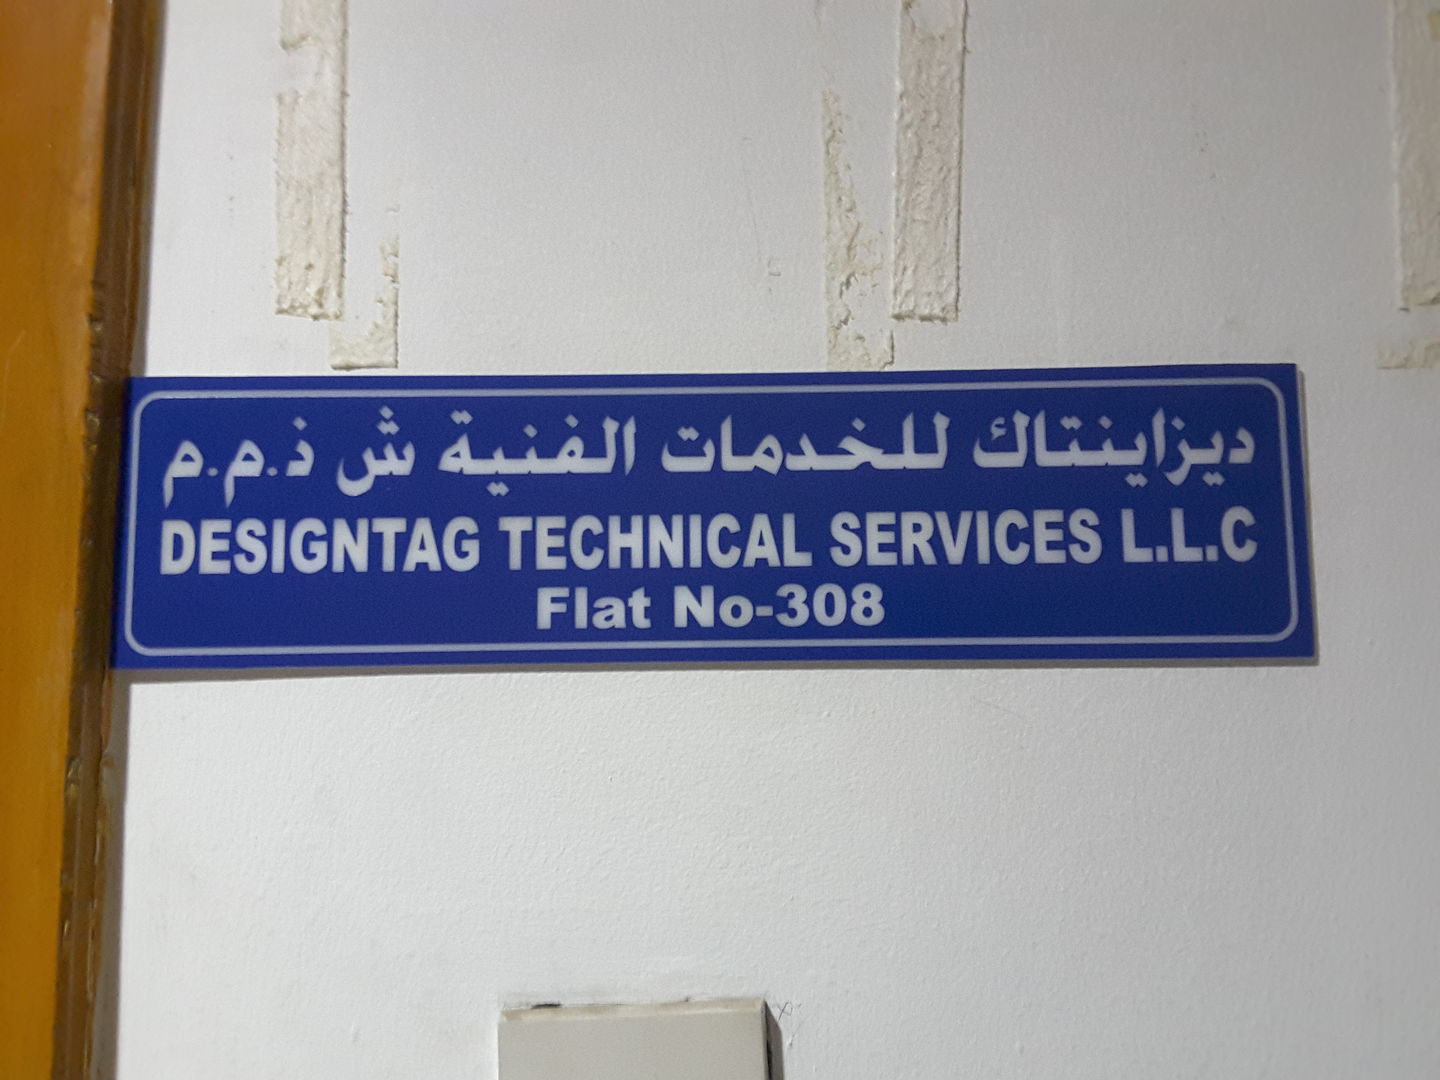 ديزاينتاك للخدمات الفنية ش ذ.م.م
DESIGNTAG TECHNICAL SERVICES L.L.C
Flat No-308